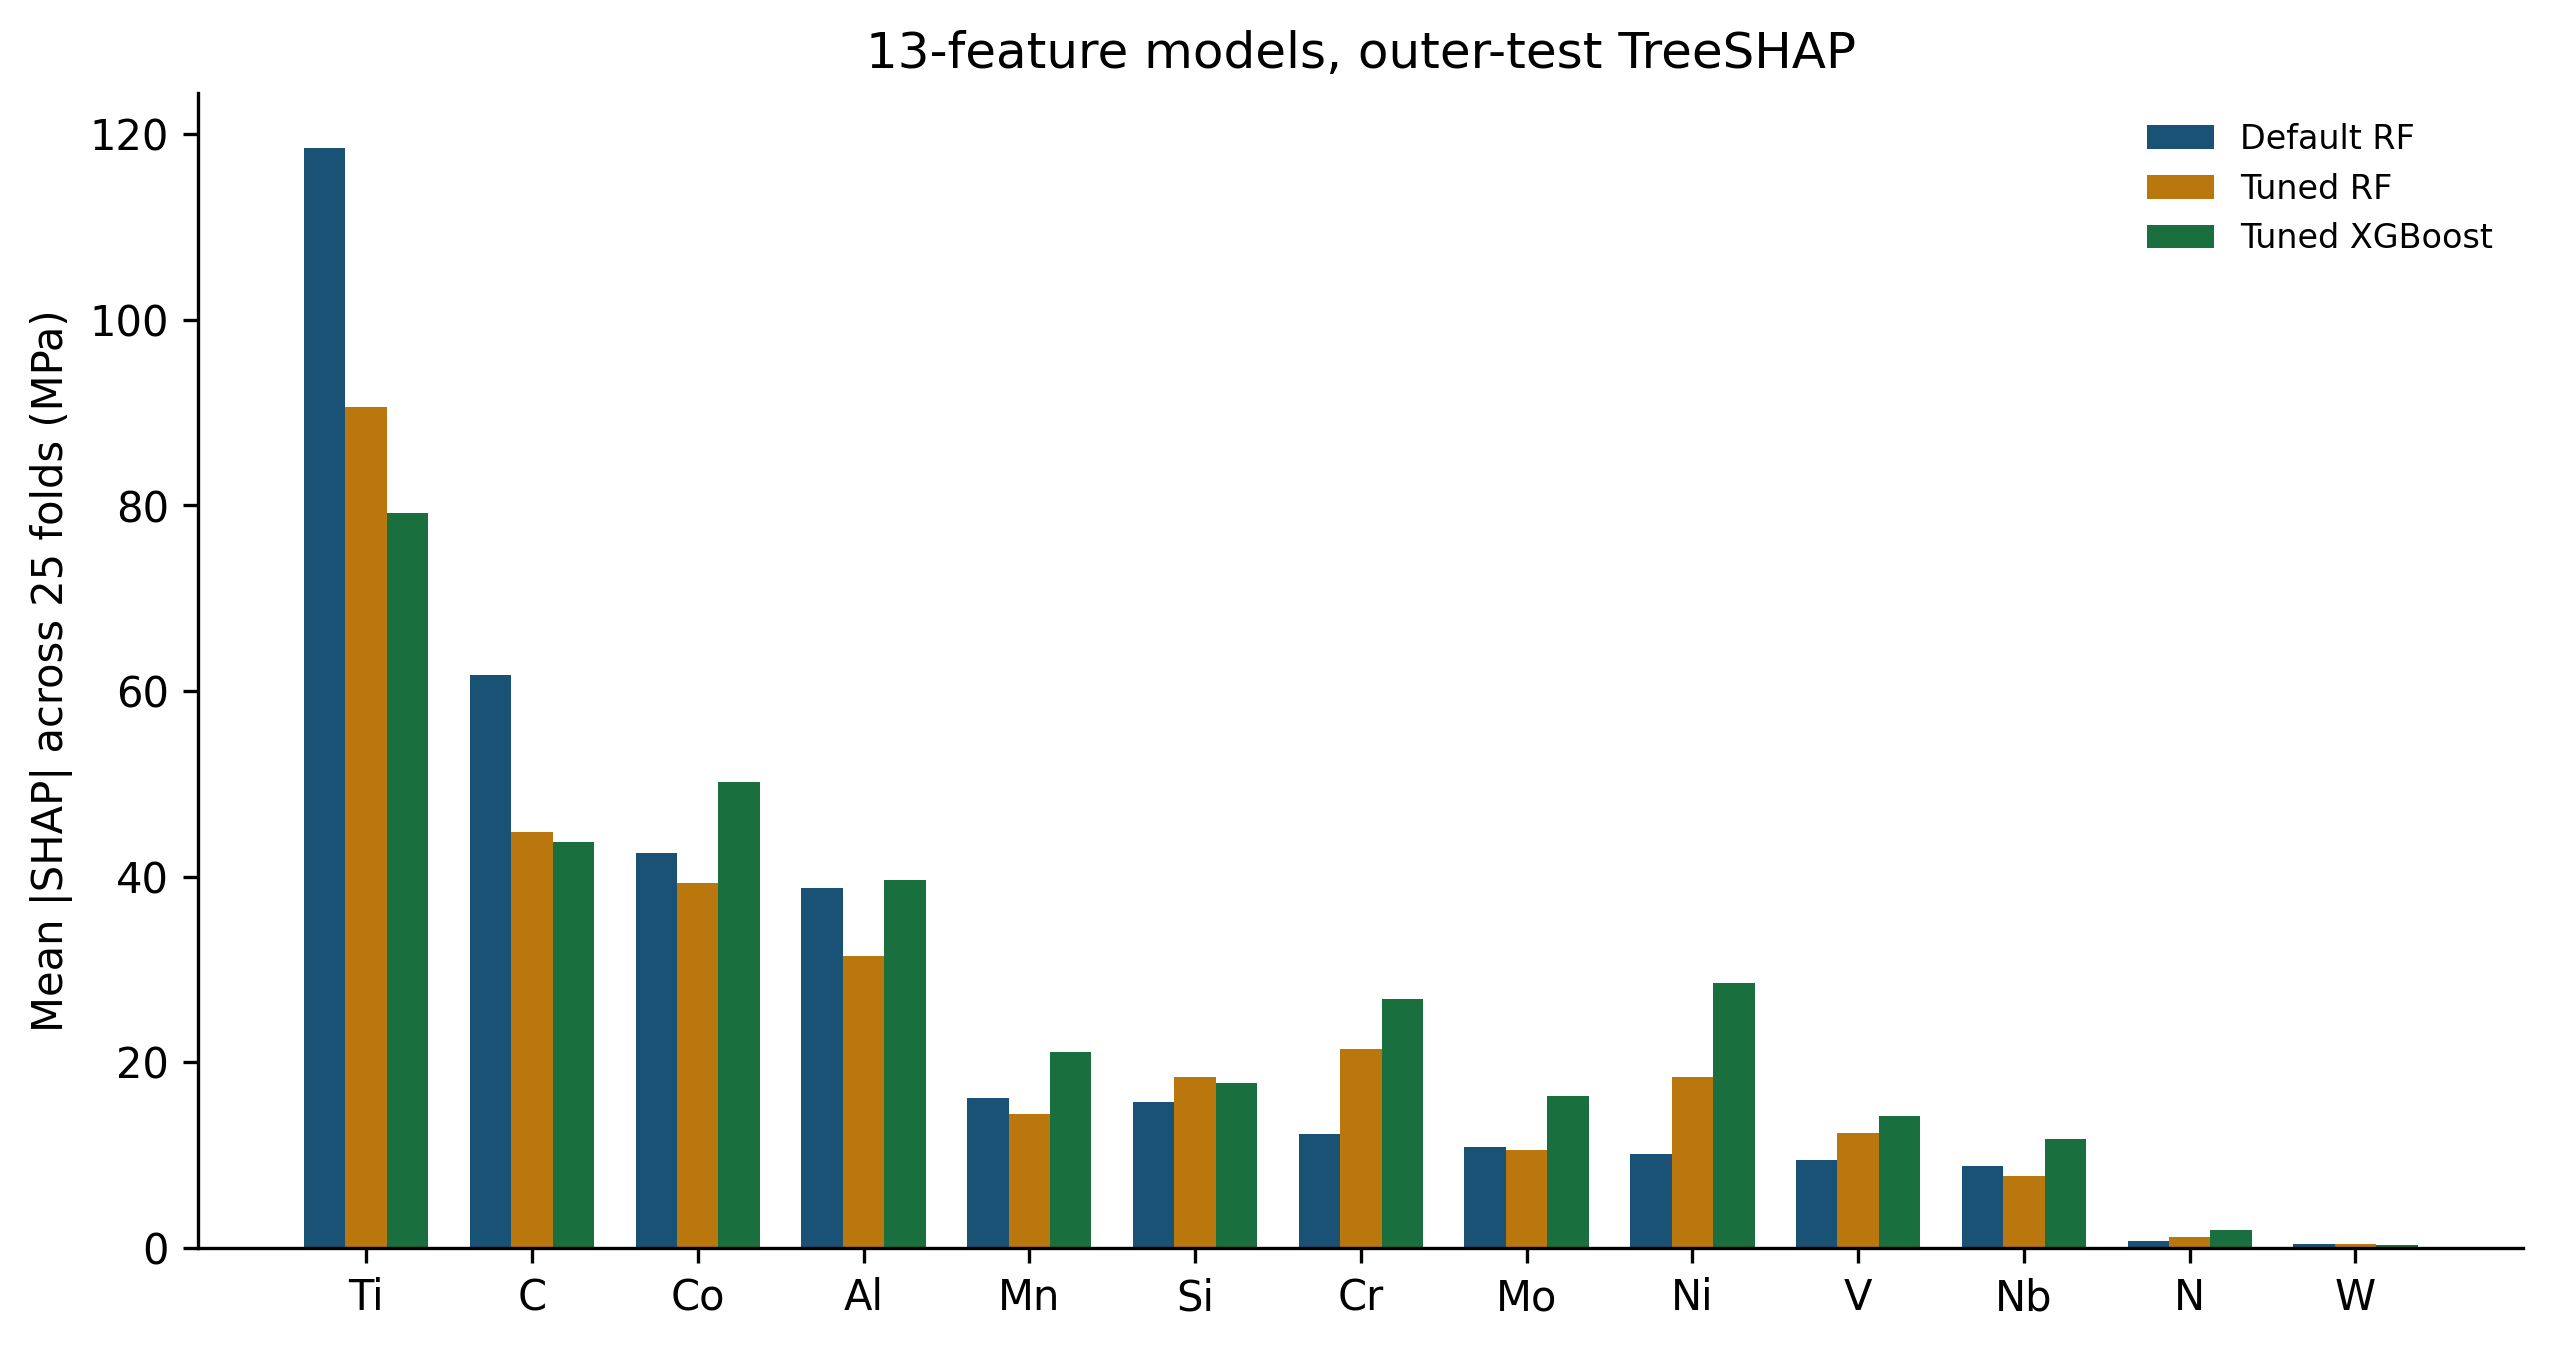 13-feature models, outer-test TreeSHAP
Default RF
Tuned RF
Tuned XGBoost
Mean |SHAP| across 25 folds (MPa)
120
100
80
60
40
20
0
Ti C Co Al Mn Si Cr Mo Ni V Nb N W